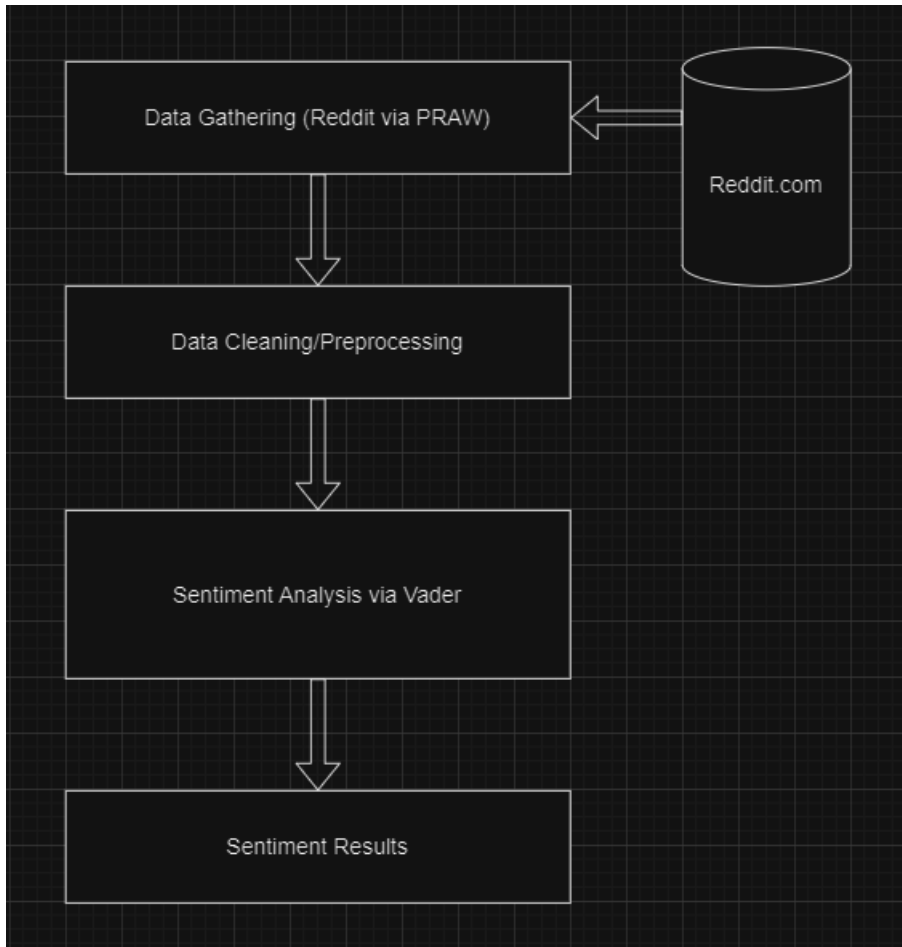 Data Gathering (Reddit via PRAW)
Reddit.com
Data Cleaning/Preprocessing
Sentiment Analysis via Vader
Sentiment Results